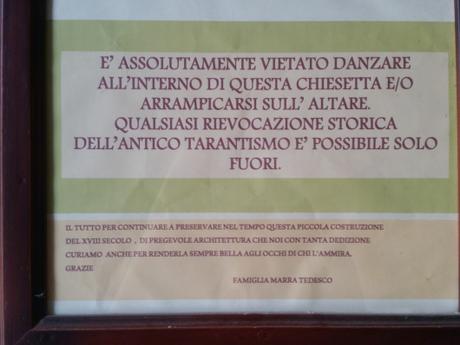 E' ASSOLUTAMENTE VIETATO DANZARE
ALL'INTERNO DI QUESTA CHIESETTA E/O
ARRAMPICARSI SULL' ALTARE.
QUALSIASI RIEVOCAZIONE STORICA
DELL'ANTICO TARANTISMO E' POSSIBILE SOLO
FUORI.
IL TUTTO PER CONTINUARE A PRESERVARE NEL TEMPO QUESTA PICCOLA COSTRUZIONE
DEL XVIII SECOLO , DI PREGEVOLE ARCHITETTURA CHE NOI CON TANTA DEDIZIONE
CURIAMO ANCHE PER RENDERLA SEMPRE BELLA AGLI OCCHI DI CHI L'AMMIRA.
GRAZIE
FAMIGLIA MARRA TEDESCO